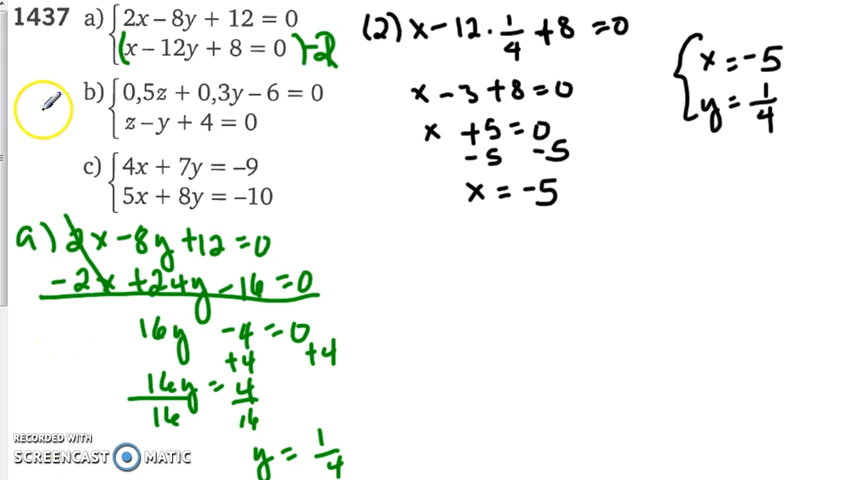 1437 a) { 2x – 8y + 12 = 0
(x – 12y + 8 = 0 ) -2
b) { 0,5z + 0,3y – 6 = 0
z – y + 4 = 0
c) { 4x + 7y = –9
5x + 8y = –10
a) 2x - 8y + 12 = 0
- 2x + 24y - 16 = 0
16y - 4 = 0
+4 +4
16y/16 = 4/16
y = 1/4
(2) x - 12 · 1/4 + 8 = 0
x - 3 + 8 = 0
x + 5 = 0
- 5 - 5
x = -5
{ x = -5
y = 1/4
RECORDED WITH
SCREENCAST MATIC